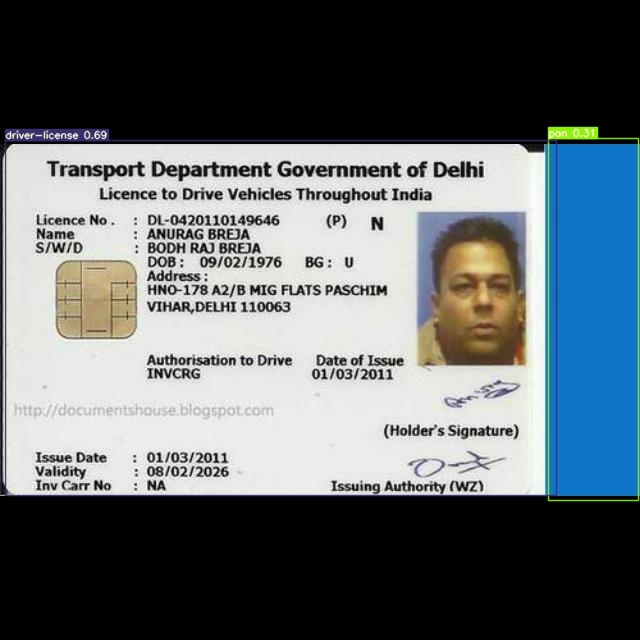 driver-license 0.69
pan 0.31
Transport Department Government of Delhi
Licence to Drive Vehicles Throughout India
Licence No . : DL-0420110149646 (P) N
Name : ANURAG BREJA
S/W/D : BODH RAJ BREJA
DOB : 09/02/1976 BG : U
Address :
HNO-178 A2/B MIG FLATS PASCHIM
VIHAR,DELHI 110063
Authorisation to Drive Date of Issue
INVCRG 01/03/2011
http://documentshouse.blogspot.com
(Holder's Signature)
Issue Date : 01/03/2011
Validity : 08/02/2026
Inv Carr No : NA
Issuing Authority (WZ)